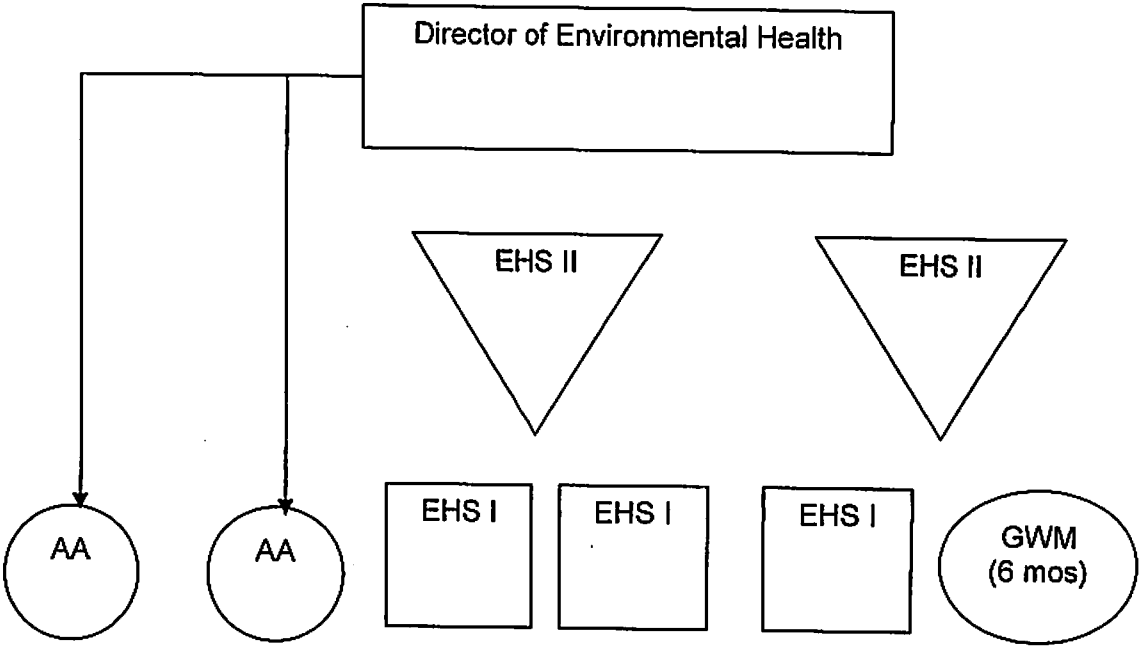 Director of Environmental Health
EHS II
EHS II
AA
AA
EHS I
EHS I
EHS I
GWM
(6 mos)